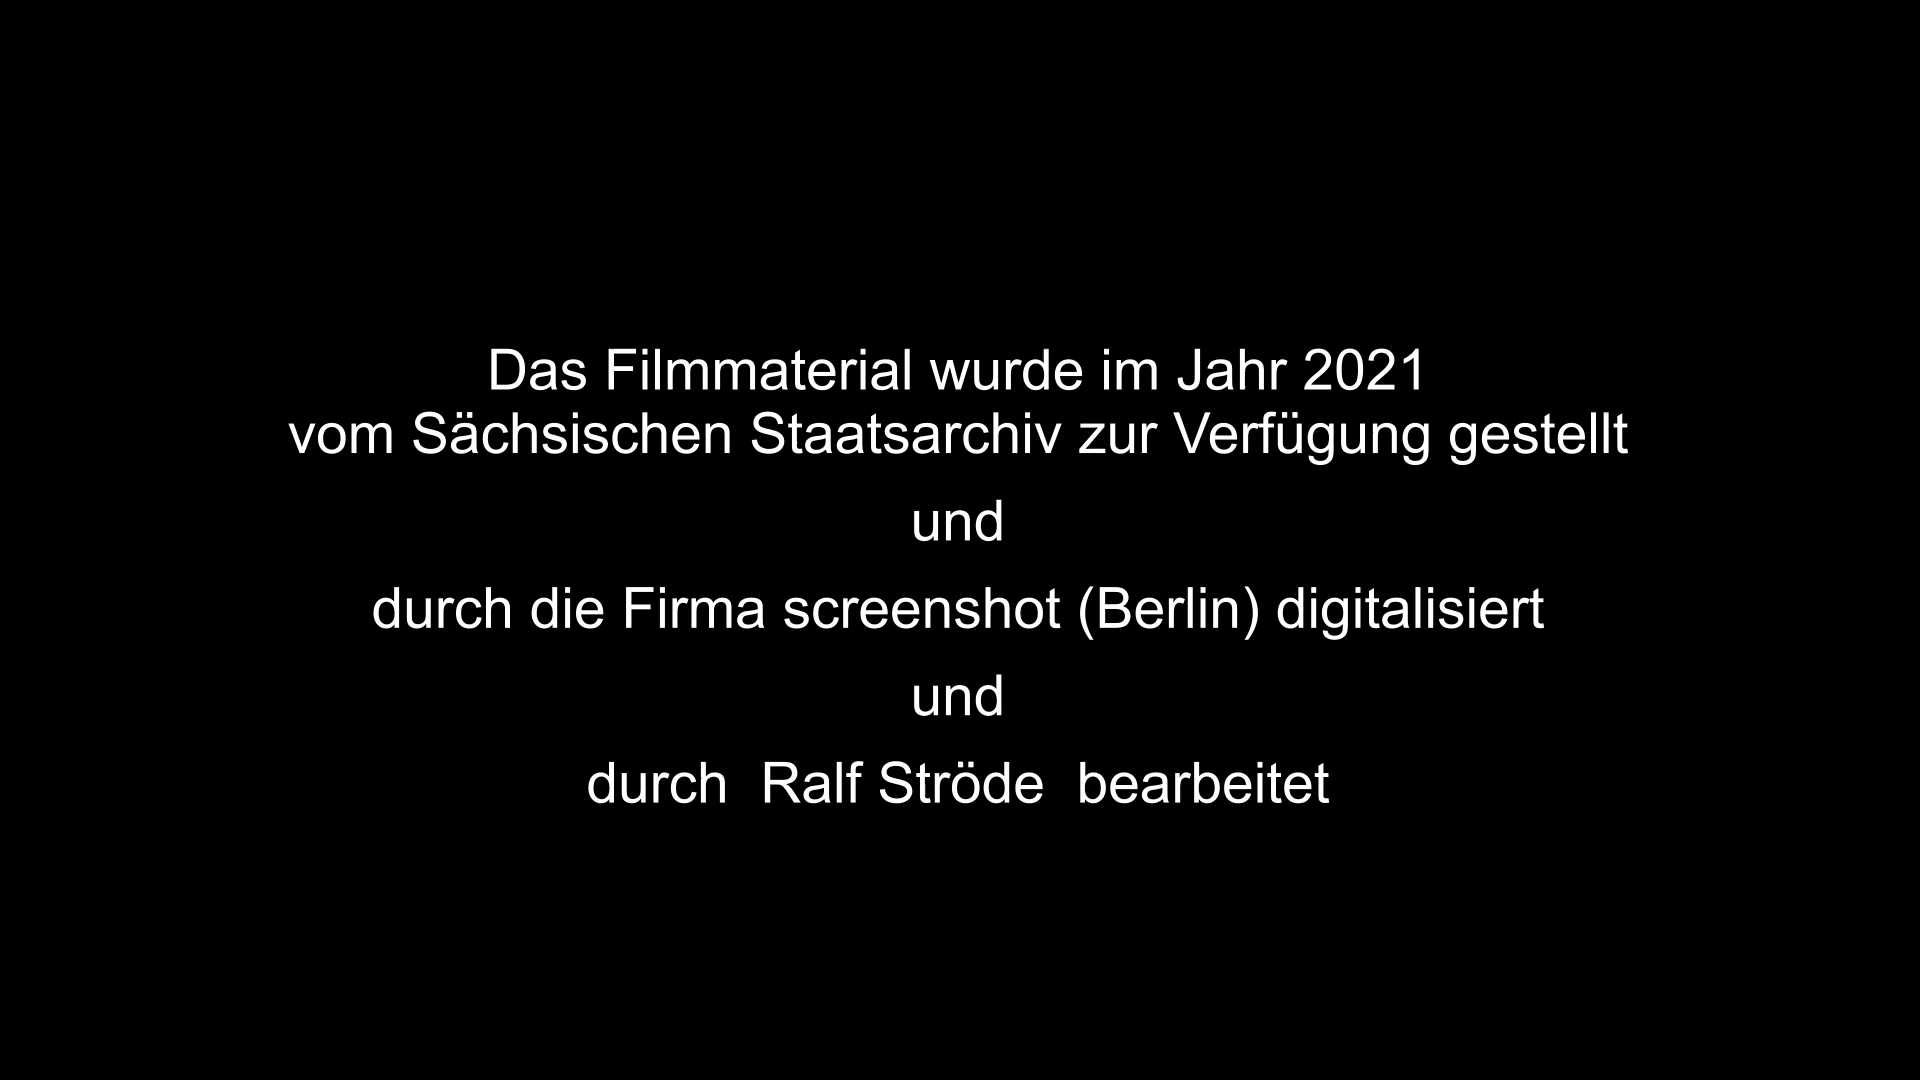 Das Filmmaterial wurde im Jahr 2021
vom Sächsischen Staatsarchiv zur Verfügung gestellt
und
durch die Firma screenshot (Berlin) digitalisiert
und
durch  Ralf Ströde  bearbeitet